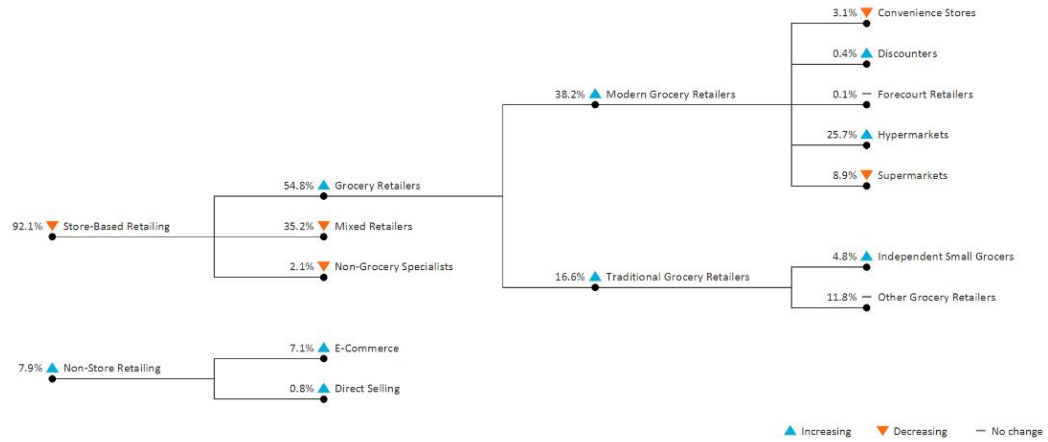 3.1% Convenience Stores
0.4% Discounters
38.2% Modern Grocery Retailers
0.1% Forecourt Retailers
25.7% Hypermarkets
8.9% Supermarkets
54.8% Grocery Retailers
92.1% Store-Based Retailing
35.2% Mixed Retailers
2.1% Non-Grocery Specialists
16.6% Traditional Grocery Retailers
4.8% Independent Small Grocers
11.8% Other Grocery Retailers
7.9% Non-Store Retailing
7.1% E-Commerce
0.8% Direct Selling
Increasing Decreasing No change